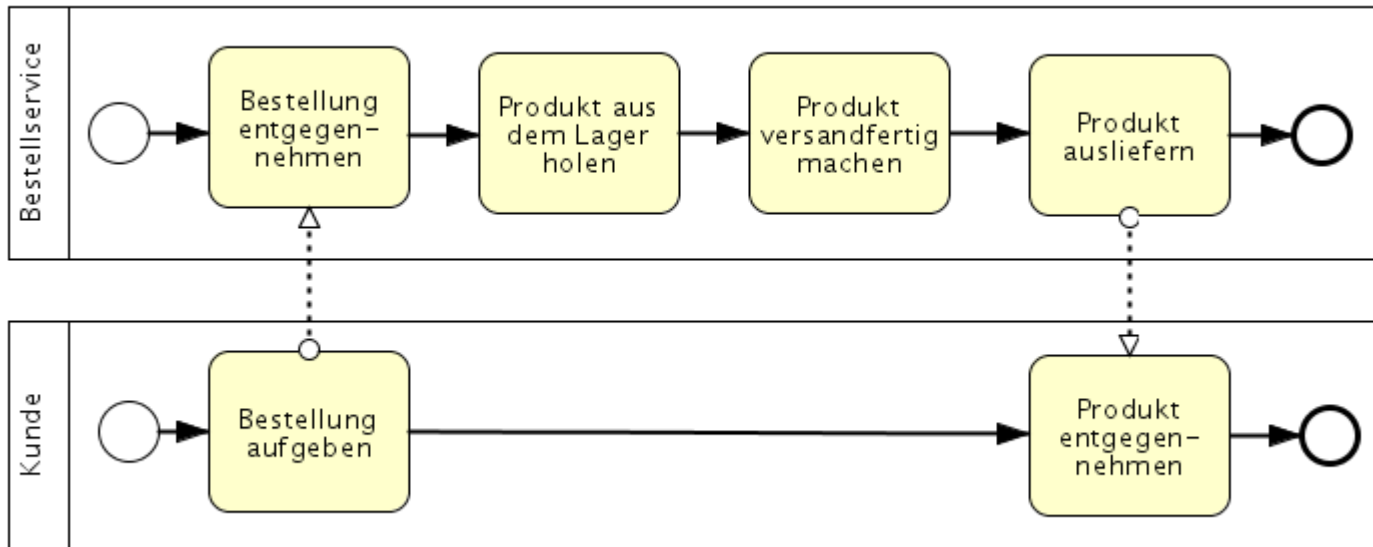 Bestellservice
Bestellung
entgegen-
nehmen
Produkt aus
dem Lager
holen
Produkt
versandfertig
machen
Produkt
ausliefern
Kunde
Bestellung
aufgeben
Produkt
entgegen-
nehmen